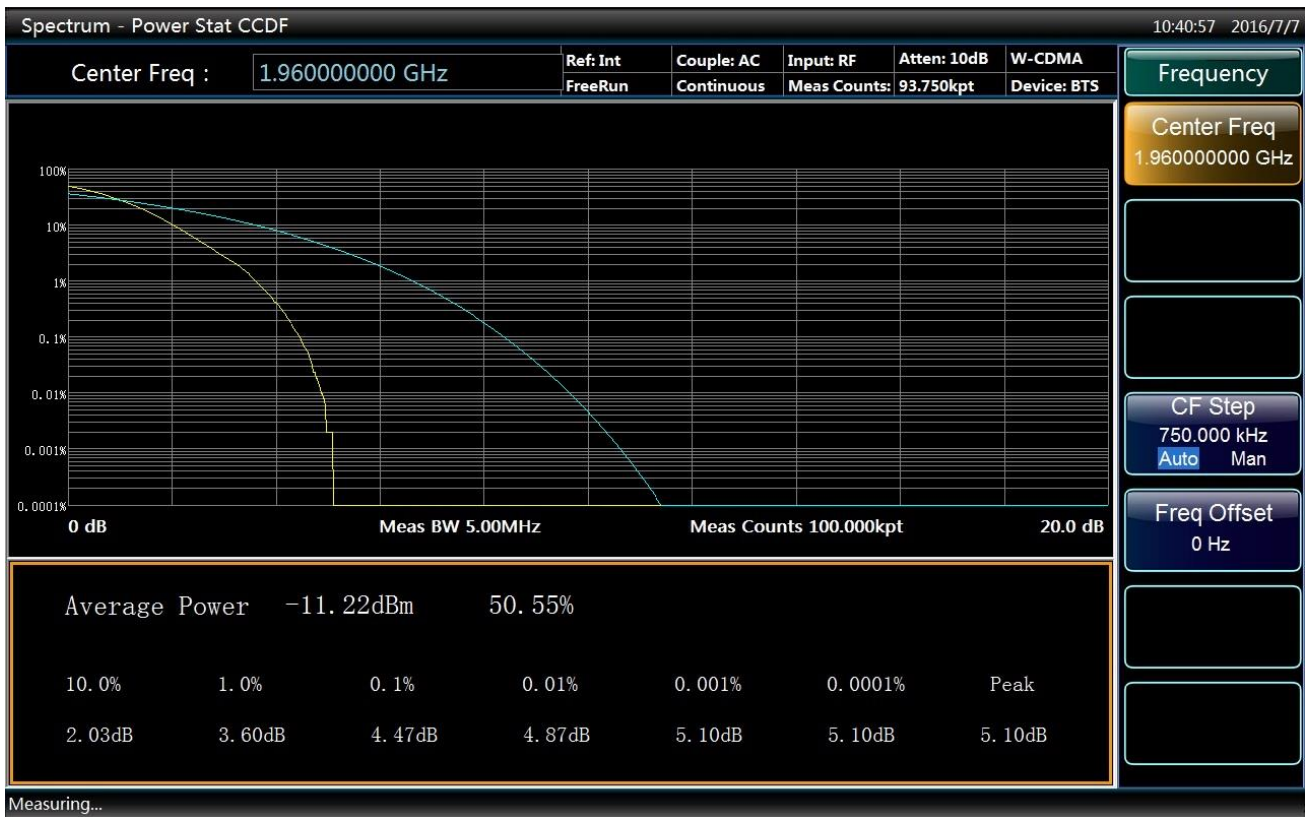 Spectrum - Power Stat CCDF
10:40:57 2016/7/7
Center Freq : 1.960000000 GHz
Ref: Int Couple: AC Input: RF Atten: 10dB W-CDMA
FreeRun Continuous Meas Counts: 93.750kpt Device: BTS
Frequency
Center Freq
1.960000000 GHz
CF Step
750.000 kHz
Auto Man
Freq Offset
0 Hz
100%
10%
1%
0.1%
0.01%
0.001%
0.0001%
0 dB Meas BW 5.00MHz Meas Counts 100.000kpt 20.0 dB
Average Power -11.22dBm 50.55%
10.0% 1.0% 0.1% 0.01% 0.001% 0.0001% Peak
2.03dB 3.60dB 4.47dB 4.87dB 5.10dB 5.10dB 5.10dB
Measuring...